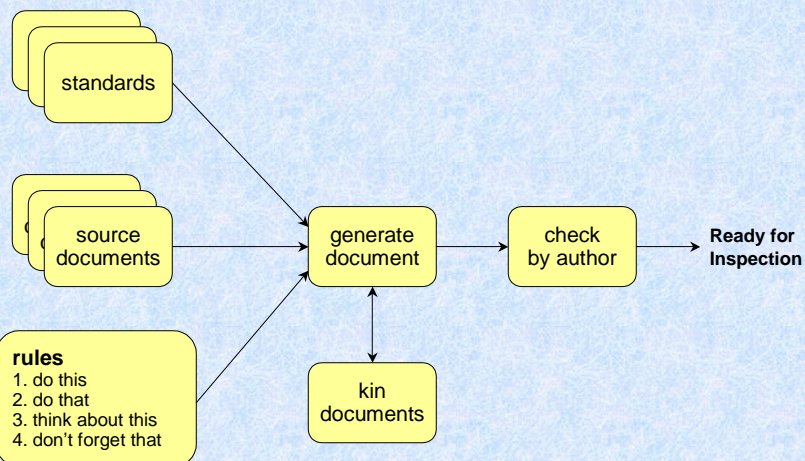 standards
source
documents
generate
document
check
by author
Ready for
Inspection
rules
1. do this
2. do that
3. think about this
4. don't forget that
kin
documents